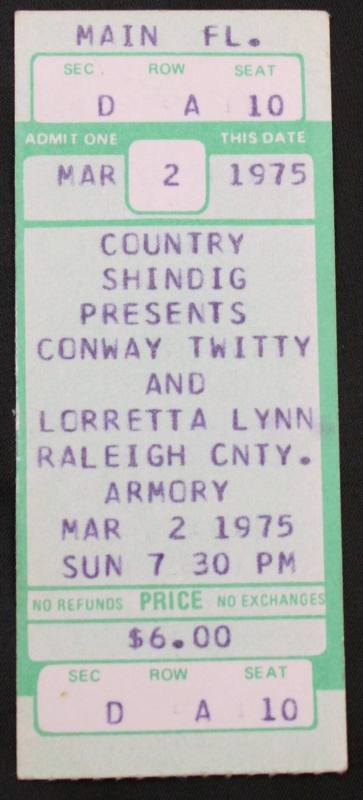 MAIN FL.
SEC. ROW SEAT
D A 10
ADMIT ONE THIS DATE
MAR 2 1975
COUNTRY
SHINDIG
PRESENTS
CONWAY TWITTY
AND
LORRETTA LYNN
RALEIGH CNTY.
ARMORY
MAR 2 1975
SUN 7 30 PM
NO REFUNDS PRICE NO EXCHANGES
$6.00
SEC ROW SEAT
D A 10